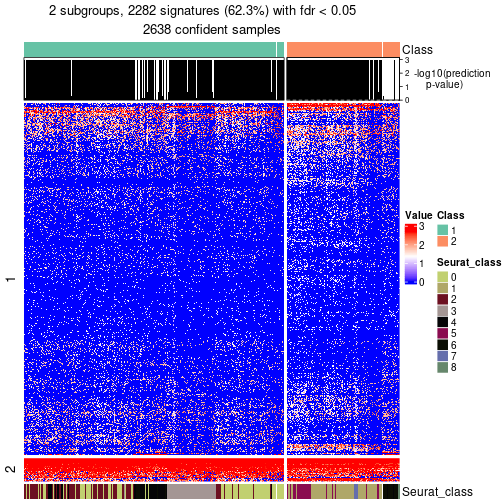 2 subgroups, 2282 signatures (62.3%) with fdr < 0.05
2638 confident samples
Class
3
2
1
0
-log10(prediction
p-value)
1
2
Value
3
2
1
0
Class
1
2
Seurat_class
0
1
2
3
4
5
6
7
8
Seurat_class